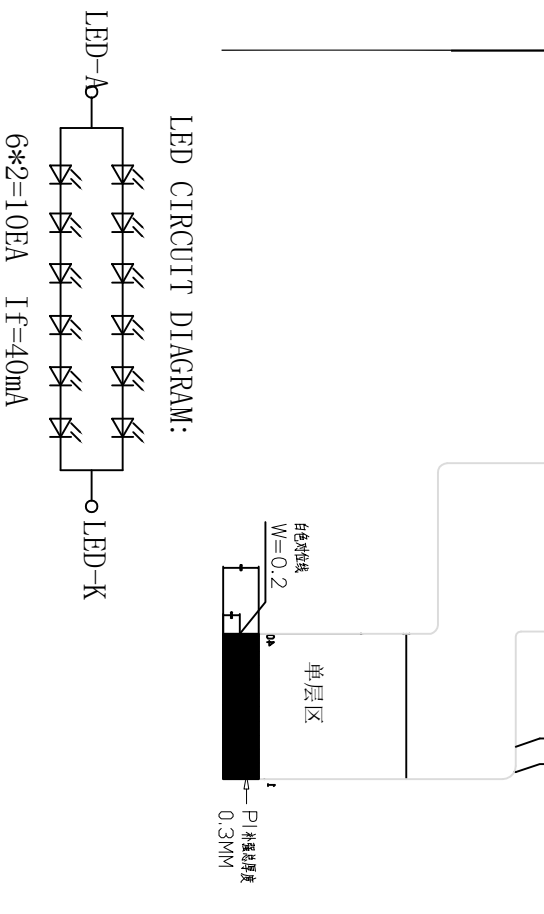 LED CIRCUIT DIAGRAM:
LED-A
LED-K
6*2=10EA If=40mA
白色对位线
W=0.2
单层区
1
PI补强总厚度
0.3MM